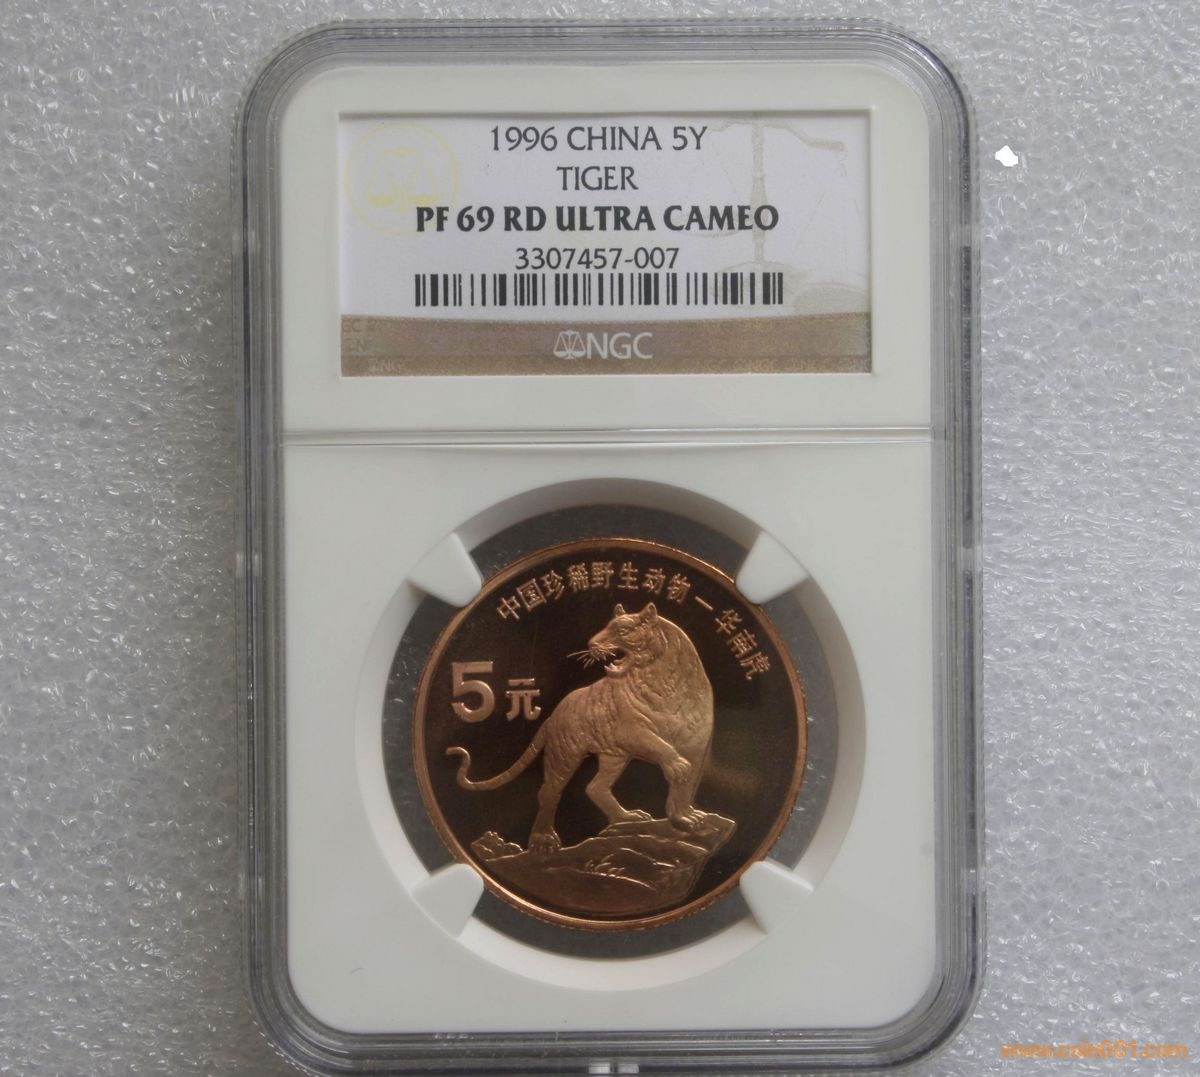 1996 CHINA 5Y
TIGER
PF 69 RD ULTRA CAMEO
3307457-007
NGC
中国珍稀野生动物—华南虎
5元
www.coin001.com